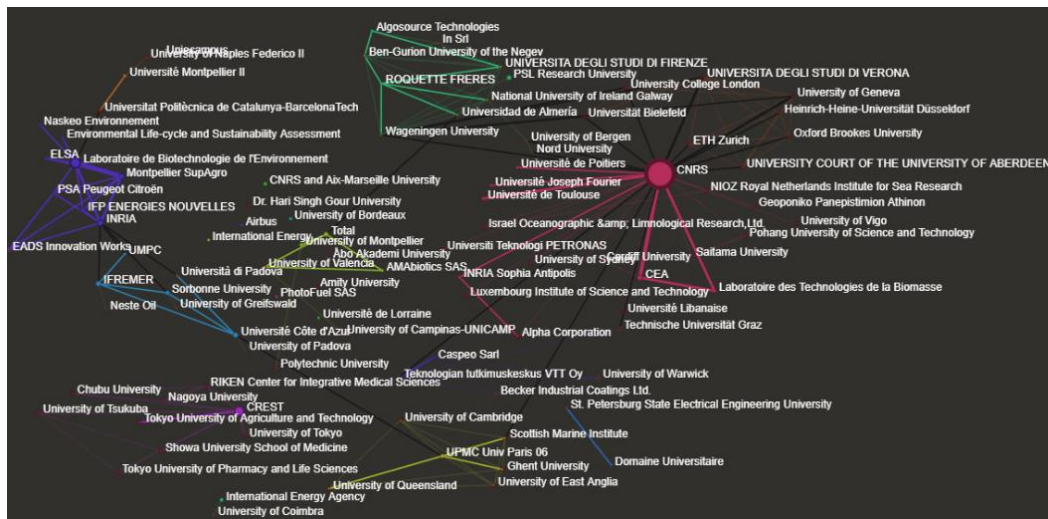 Algosource Technologies
In Srl
Uniecampus
University of Naples Federico II
Ben-Gurion University of the Negev
UNIVERSITA DEGLI STUDI DI FIRENZE
Université Montpellier II
PSL Research University
UNIVERSITA DEGLI STUDI DI VERONA
ROQUETTE FRERES
University College London
National University of Ireland Galway
University of Geneva
Universitat Politècnica de Catalunya-BarcelonaTech
Universidad de Almería
Universität Bielefeld
Heinrich-Heine-Universität Düsseldorf
Naskeo Environnement
Environmental Life-cycle and Sustainability Assessment
Wageningen University
University of Bergen
Nord University
ETH Zurich
Oxford Brookes University
ELSA
Laboratoire de Biotechnologie de l'Environnement
Université de Poitiers
CNRS
UNIVERSITY COURT OF THE UNIVERSITY OF ABERDEEN
Montpellier SupAgro
CNRS and Aix-Marseille University
Université Joseph Fourier
NIOZ Royal Netherlands Institute for Sea Research
PSA Peugeot Citroën
Université de Toulouse
Geoponiko Panepistimion Athinon
IFP ENERGIES NOUVELLES
Dr. Hari Singh Gour University
INRIA
University of Bordeaux
Airbus
Israel Oceanographic &amp; Limnological Research Ltd.
University of Vigo
Total
Pohang University of Science and Technology
International Energy
University of Montpellier
EADS Innovation Works
UMPC
Abo Akademi University
Universiti Teknologi PETRONAS
Cardiff University
Saitama University
University of Valencia
AMAbiotics SAS
University of Sydney
Università di Padova
INRIA Sophia Antipolis
CEA
IFREMER
Sorbonne University
Amity University
PhotoFuel SAS
Luxembourg Institute of Science and Technology
Laboratoire des Technologies de la Biomasse
Neste Oil
University of Greifswald
Université de Lorraine
Université Libanaise
Université Côte d'Azur
University of Campinas-UNICAMP
Alpha Corporation
Technische Universität Graz
University of Padova
Caspeo Sarl
Polytechnic University
Teknologian tutkimuskeskus VTT Oy
University of Warwick
RIKEN Center for Integrative Medical Sciences
Chubu University
Nagoya University
Becker Industrial Coatings Ltd.
University of Tsukuba
CREST
St. Petersburg State Electrical Engineering University
Tokyo University of Agriculture and Technology
University of Cambridge
University of Tokyo
Scottish Marine Institute
Showa University School of Medicine
UPMC Univ Paris 06
Tokyo University of Pharmacy and Life Sciences
Ghent University
Domaine Universitaire
University of Queensland
University of East Anglia
International Energy Agency
University of Coimbra